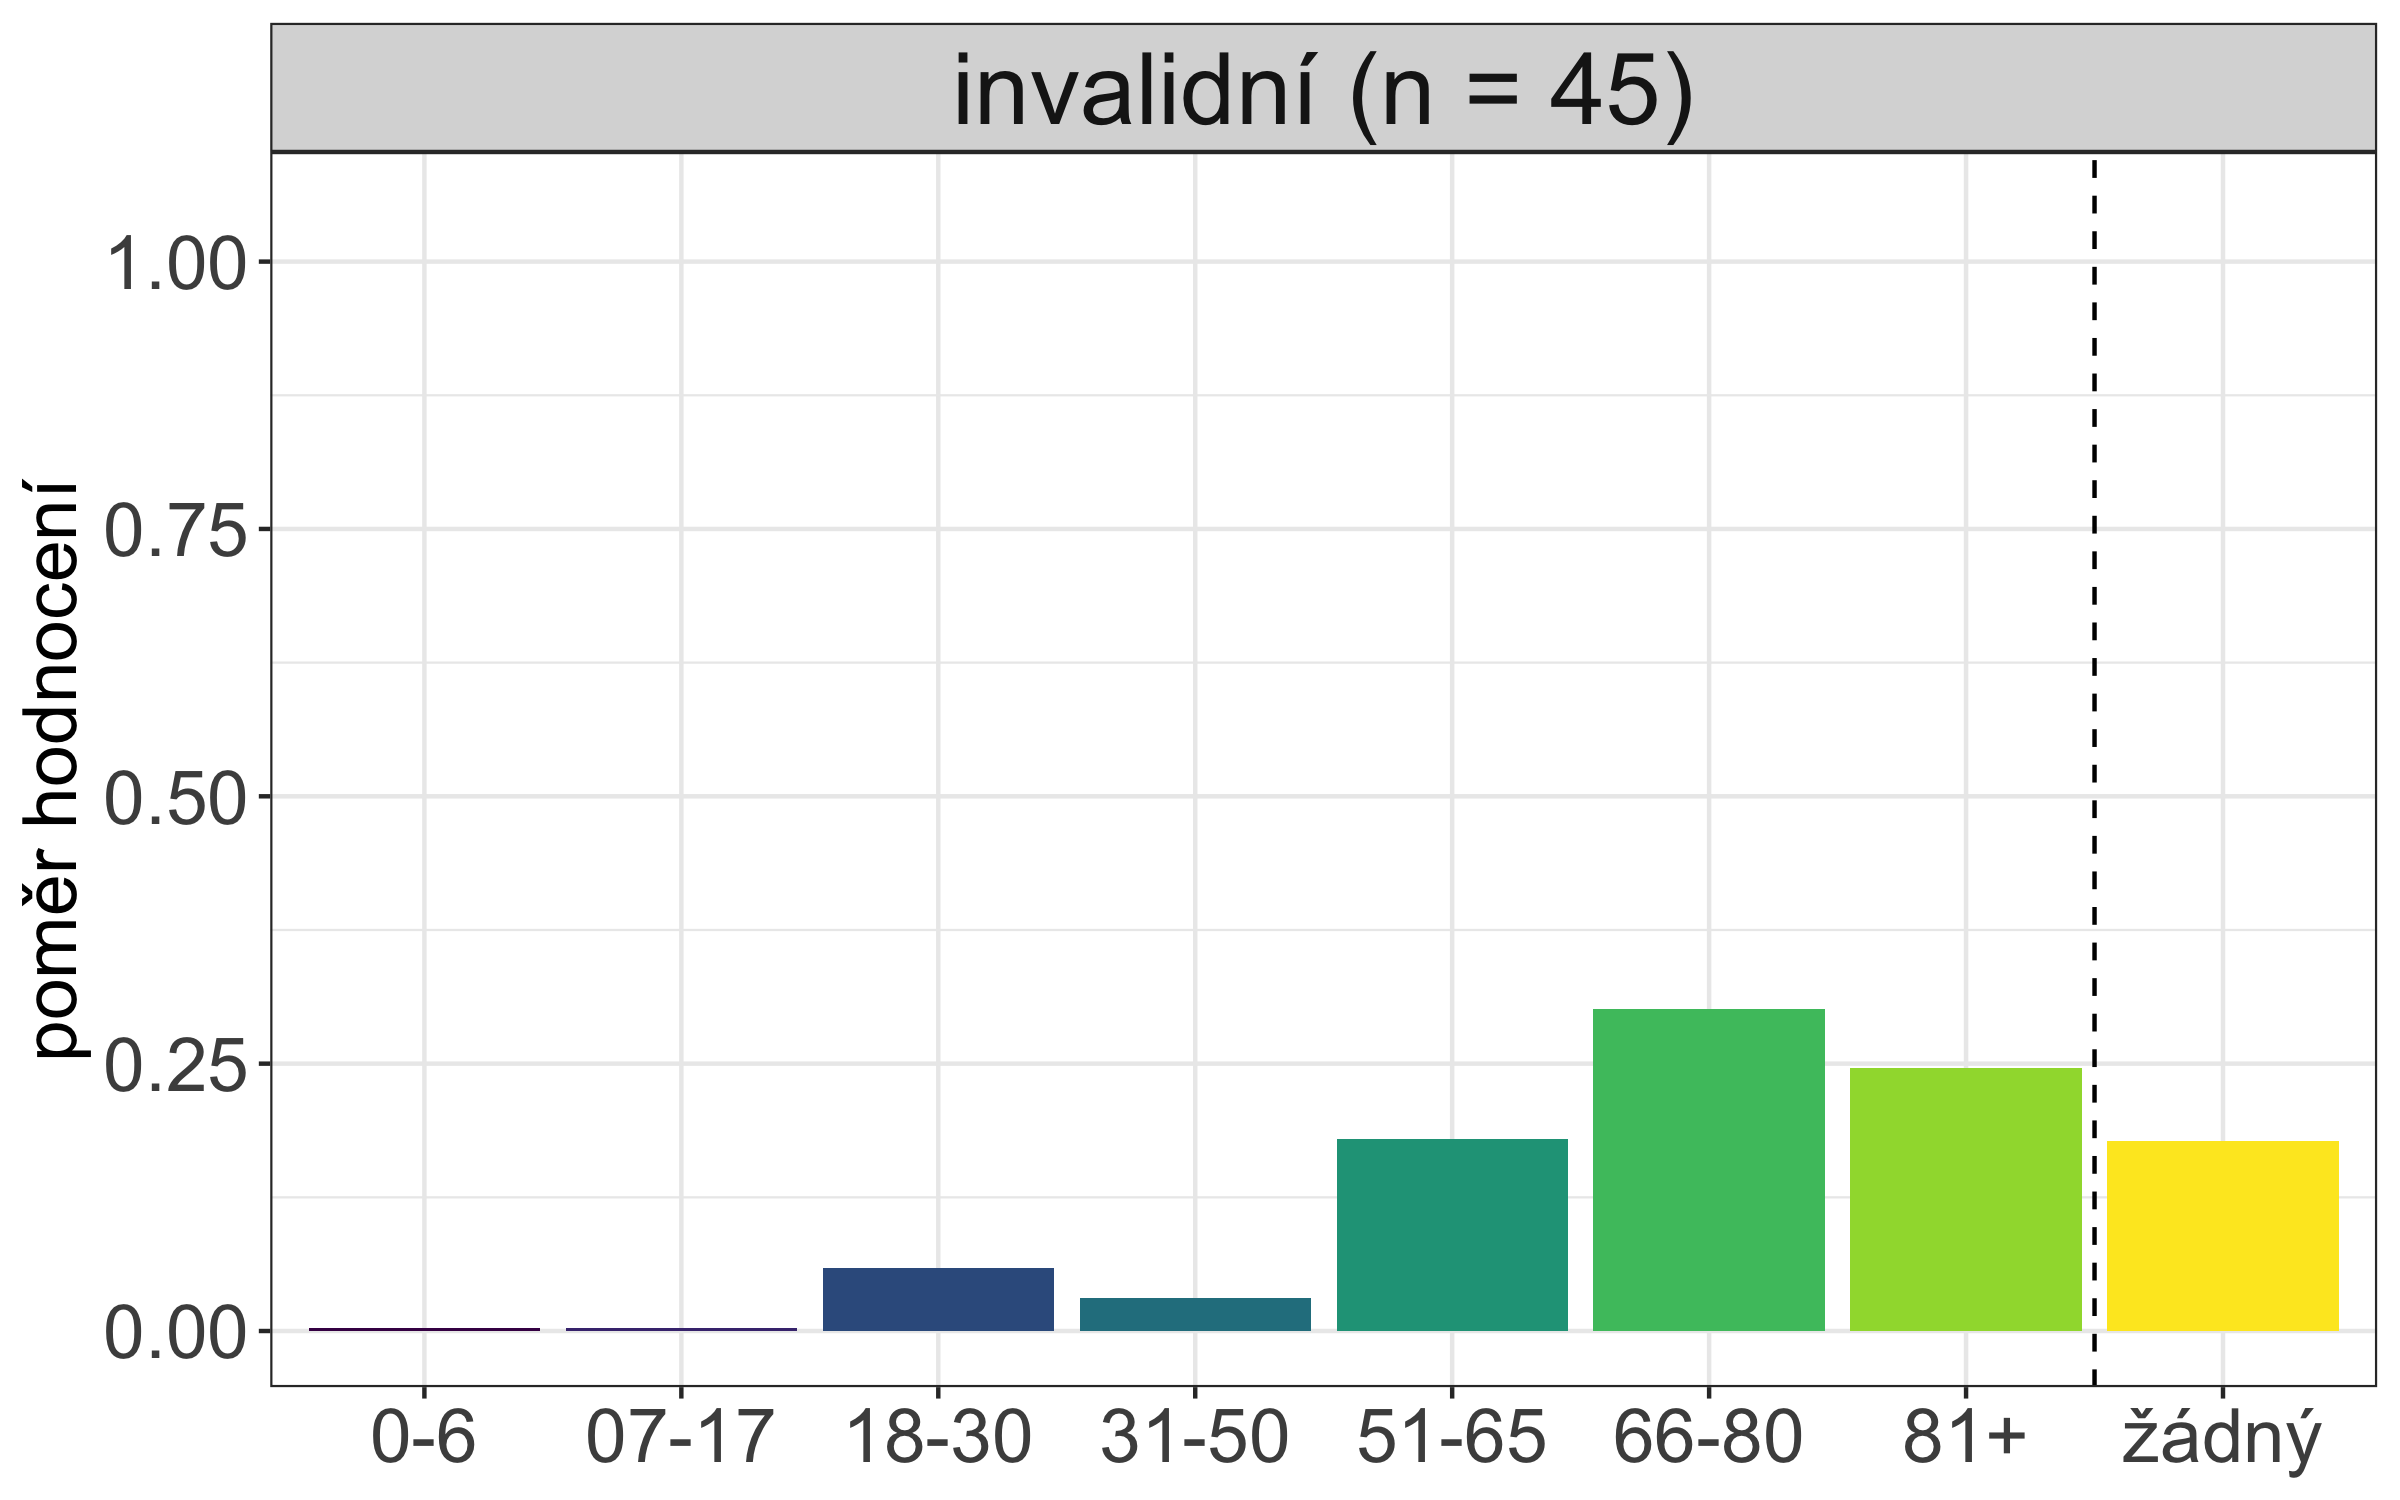 invalidní (n = 45)
poměr hodnocení
1.00
0.75
0.50
0.25
0.00
0-6 07-17 18-30 31-50 51-65 66-80 81+ žádný